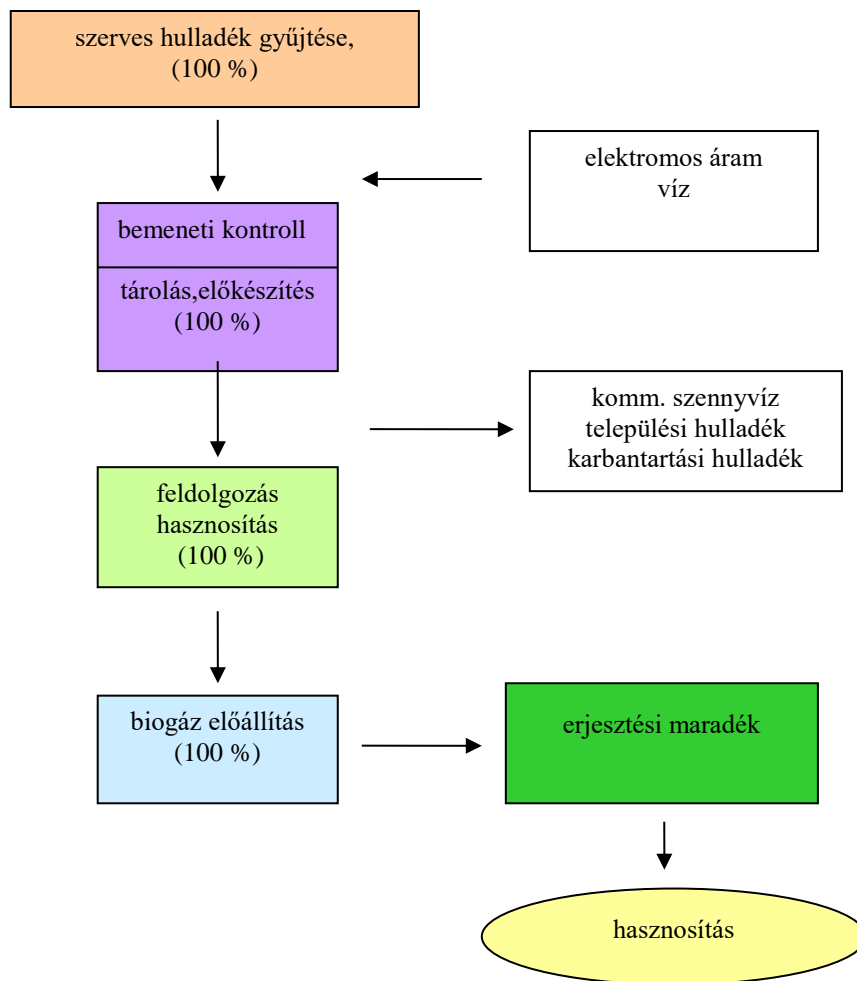 szerves hulladék gyűjtése,
(100 %)
elektromos áram
víz
bemeneti kontroll
tárolás,előkészítés
(100 %)
komm. szennyvíz
települési hulladék
karbantartási hulladék
feldolgozás
hasznosítás
(100 %)
biogáz előállítás
(100 %)
erjesztési maradék
hasznosítás